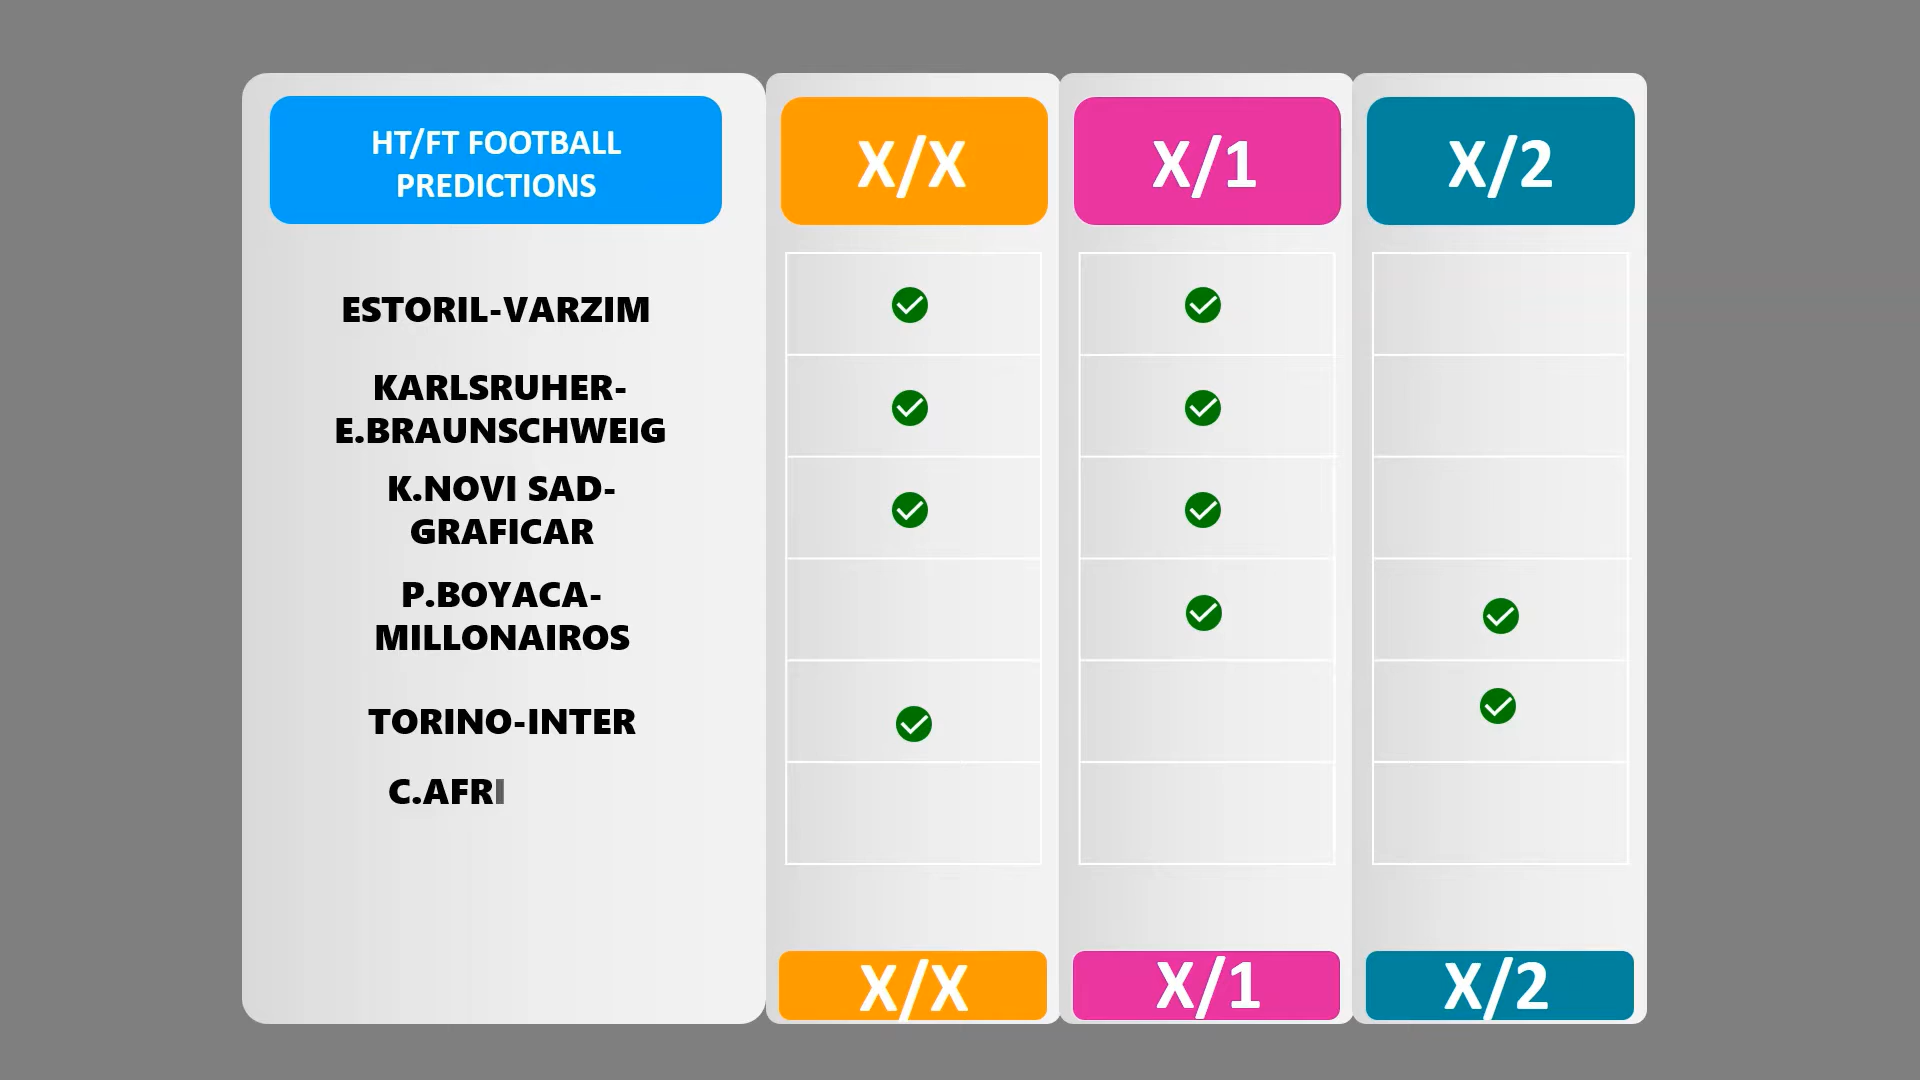 HT/FT FOOTBALL
PREDICTIONS
X/X
X/1
X/2
ESTORIL-VARZIM
KARLSRUHER-
E.BRAUNSCHWEIG
K.NOVI SAD-
GRAFICAR
P.BOYACA-
MILLONAIROS
TORINO-INTER
C.AFRI
X/X
X/1
X/2